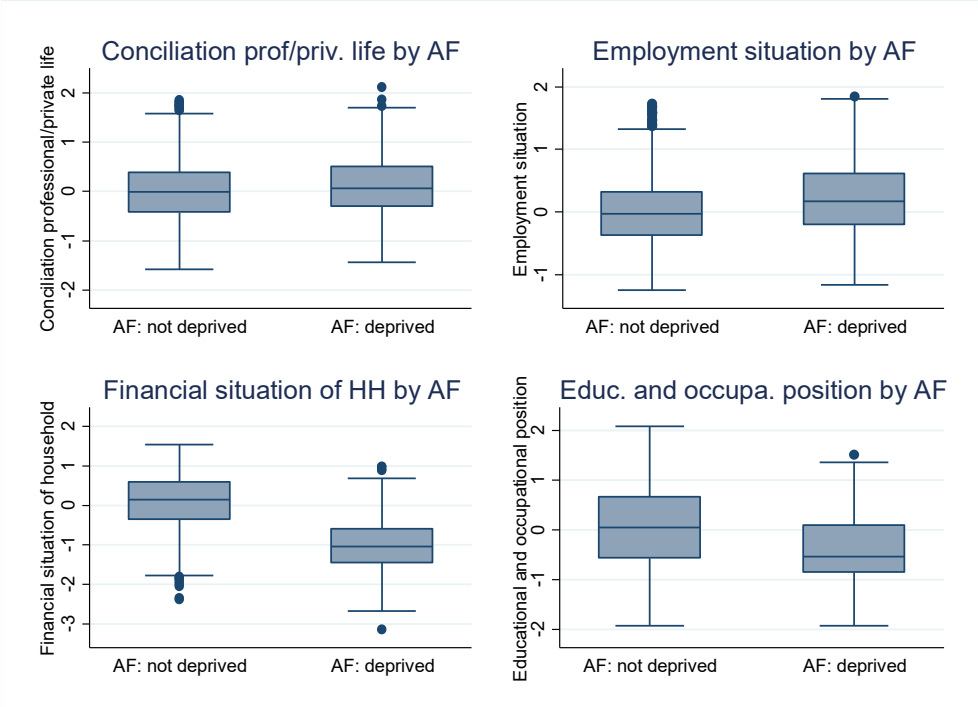 Conciliation prof/priv. life by AF
Conciliation professional/private life
2
1
0
-1
-2
AF: not deprived
AF: deprived
Employment situation by AF
Employment situation
2
1
0
-1
AF: not deprived
AF: deprived
Financial situation of HH by AF
Financial situation of household
2
1
0
-1
-2
-3
AF: not deprived
AF: deprived
Educ. and occupa. position by AF
Educational and occupational position
2
1
0
-1
-2
AF: not deprived
AF: deprived